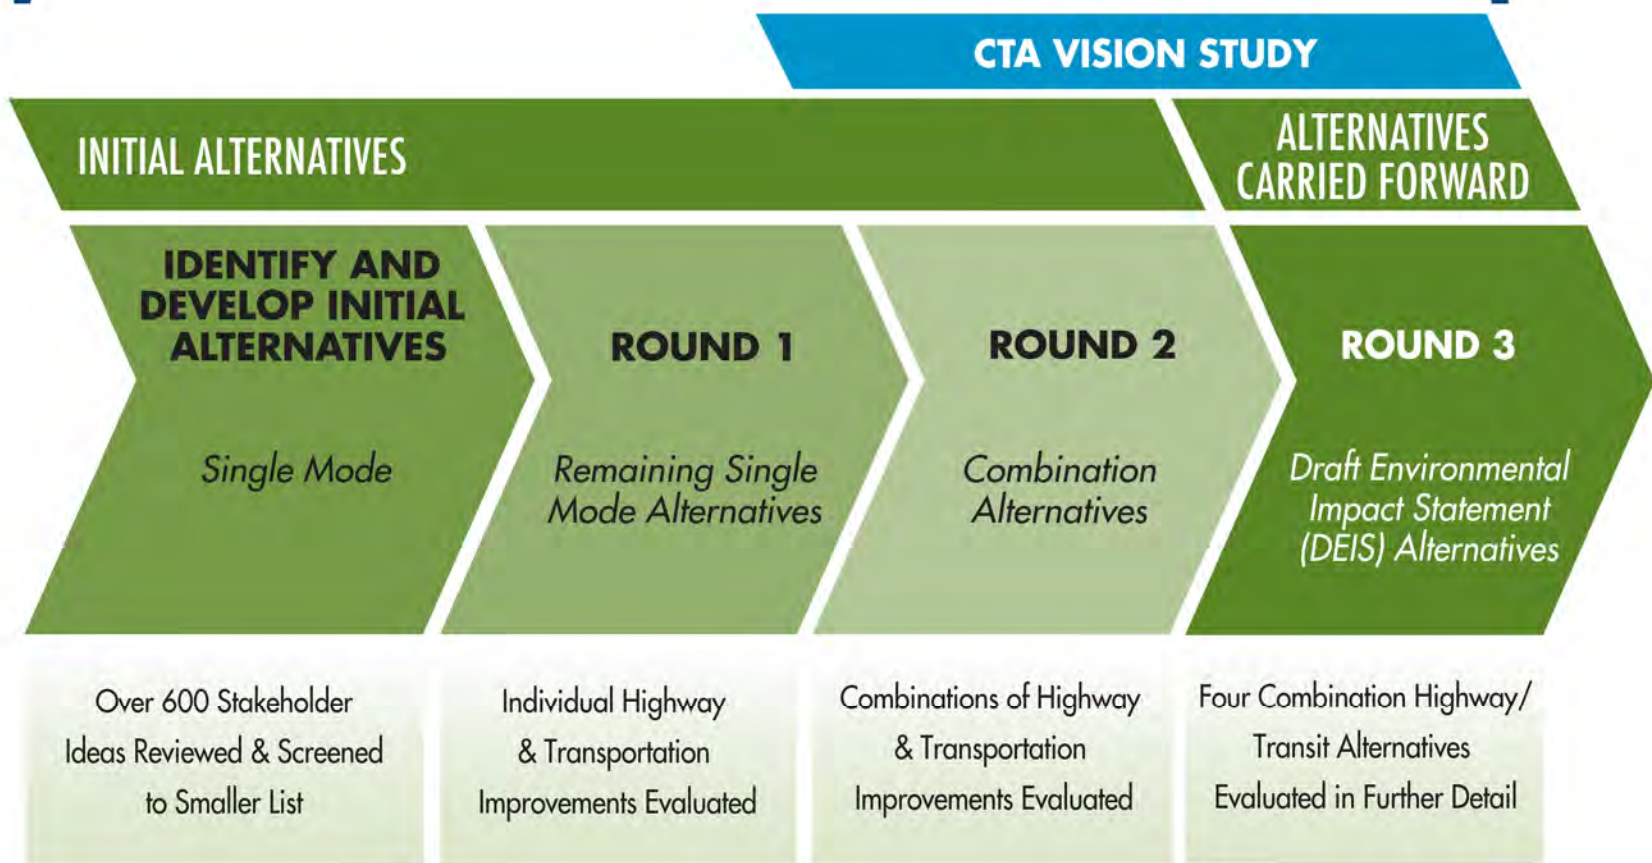 CTA VISION STUDY
INITIAL ALTERNATIVES
ALTERNATIVES
CARRIED FORWARD
IDENTIFY AND
DEVELOP INITIAL
ALTERNATIVES
Single Mode
ROUND 1
Remaining Single
Mode Alternatives
ROUND 2
Combination
Alternatives
ROUND 3
Draft Environmental
Impact Statement
(DEIS) Alternatives
Over 600 Stakeholder
Ideas Reviewed & Screened
to Smaller List
Individual Highway
& Transportation
Improvements Evaluated
Combinations of Highway
& Transportation
Improvements Evaluated
Four Combination Highway/
Transit Alternatives
Evaluated in Further Detail